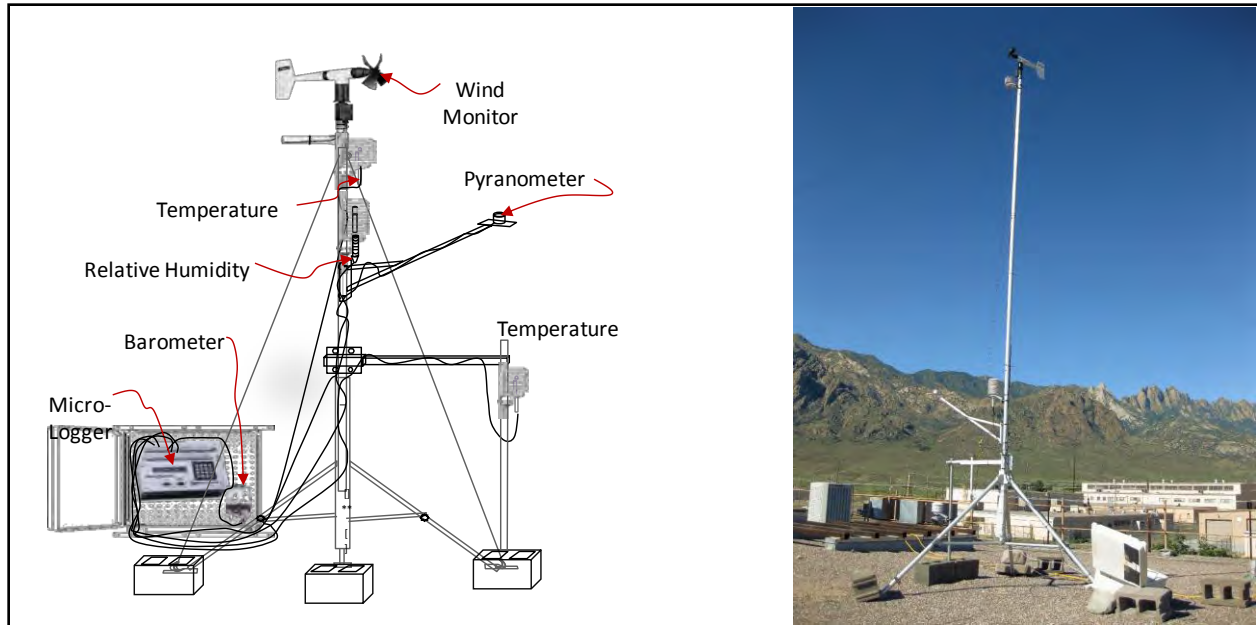 Wind
Monitor
Pyranometer
Temperature
Relative Humidity
Temperature
Barometer
Micro-
Logger